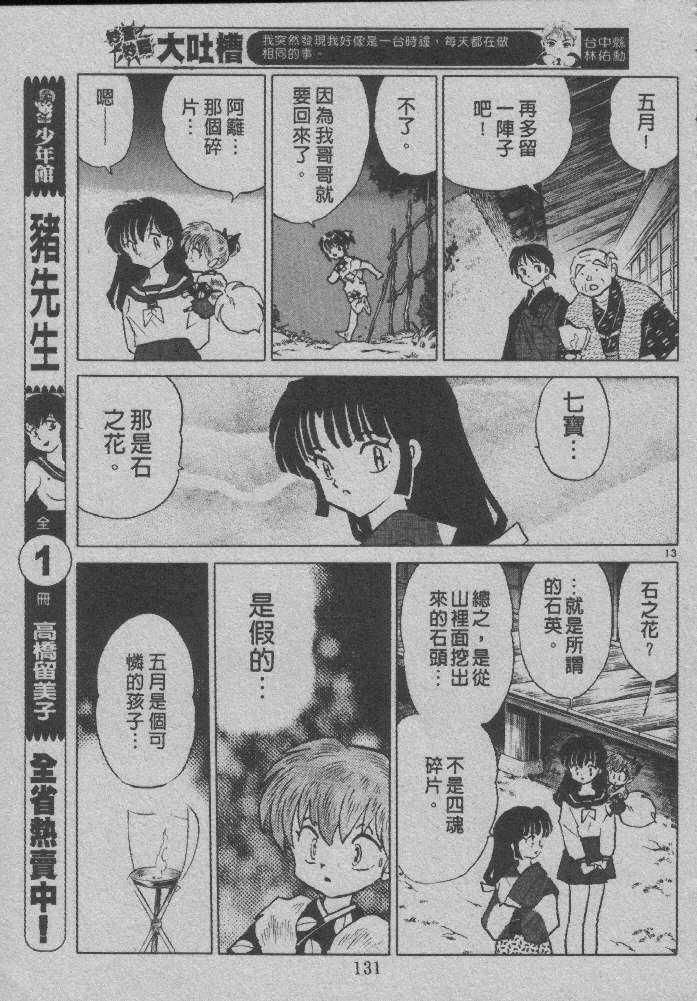 大吐槽
我突然發現我好像是一台時鐘，每天都在做
相同的事。
台中縣
林佑勳
五月！
再多留
一陣子
吧！
不了。
因為我哥哥就
要回來了。
阿籬…
那個碎
片…
嗯──
七寶…
那是石
之花。
13
石之花？
…就是所謂
的石英。
總之，是從
山裡面挖出
來的石頭…
不是四魂
碎片。
是假的…
五月是個可
憐的孩子…
131
少年館
豬先生
全
1
冊
高橋留美子
全省熱賣中！